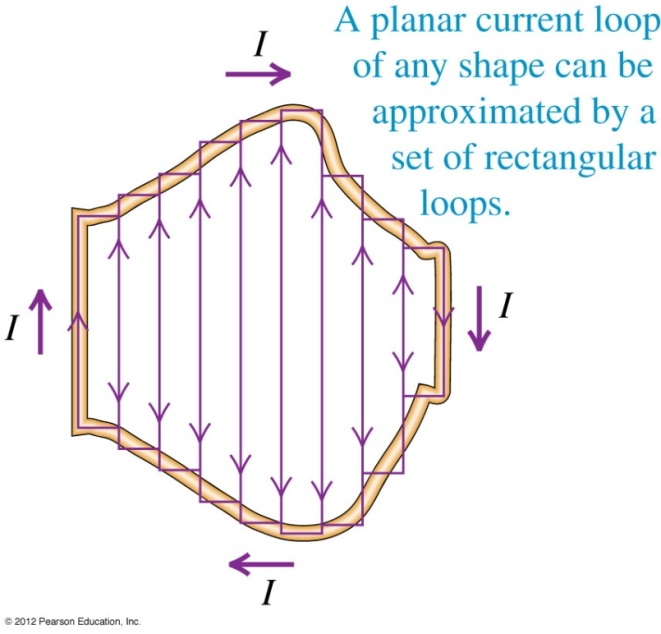 I
A planar current loop
of any shape can be
approximated by a
set of rectangular
loops.
I
I
I
© 2012 Pearson Education, Inc.